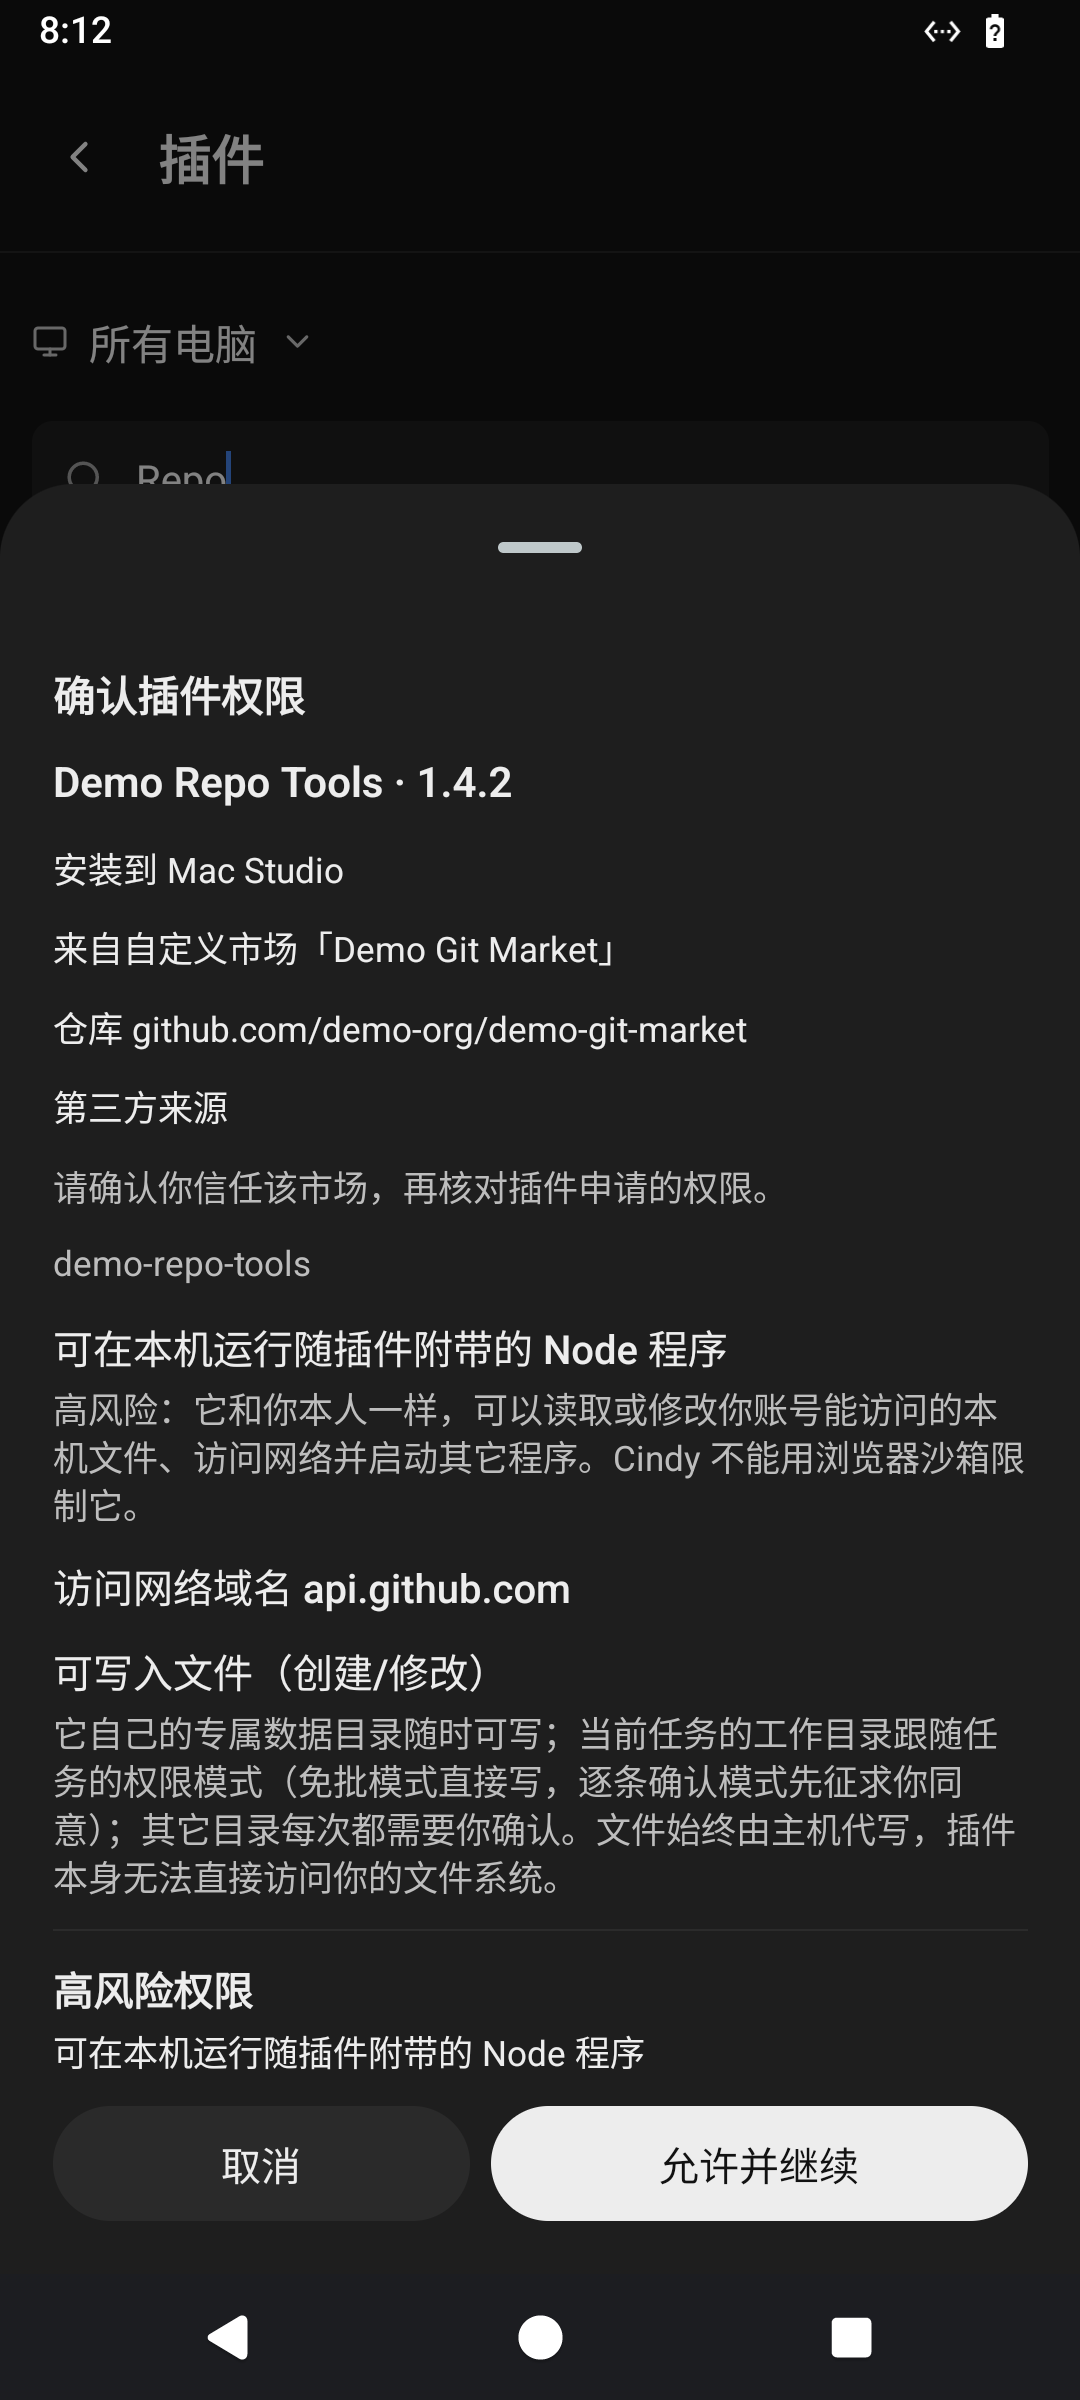 8:12
插件
所有电脑
Repo
确认插件权限
Demo Repo Tools · 1.4.2
安装到 Mac Studio
来自自定义市场「Demo Git Market」
仓库 github.com/demo-org/demo-git-market
第三方来源
请确认你信任该市场，再核对插件申请的权限。
demo-repo-tools
可在本机运行随插件附带的 Node 程序
高风险：它和你本人一样，可以读取或修改你账号能访问的本
机文件、访问网络并启动其它程序。Cindy 不能用浏览器沙箱限
制它。
访问网络域名 api.github.com
可写入文件（创建/修改）
它自己的专属数据目录随时可写；当前任务的工作目录跟随任
务的权限模式（免批模式直接写，逐条确认模式先征求你同
意）；其它目录每次都需要你确认。文件始终由主机代写，插件
本身无法直接访问你的文件系统。
高风险权限
可在本机运行随插件附带的 Node 程序
取消
允许并继续